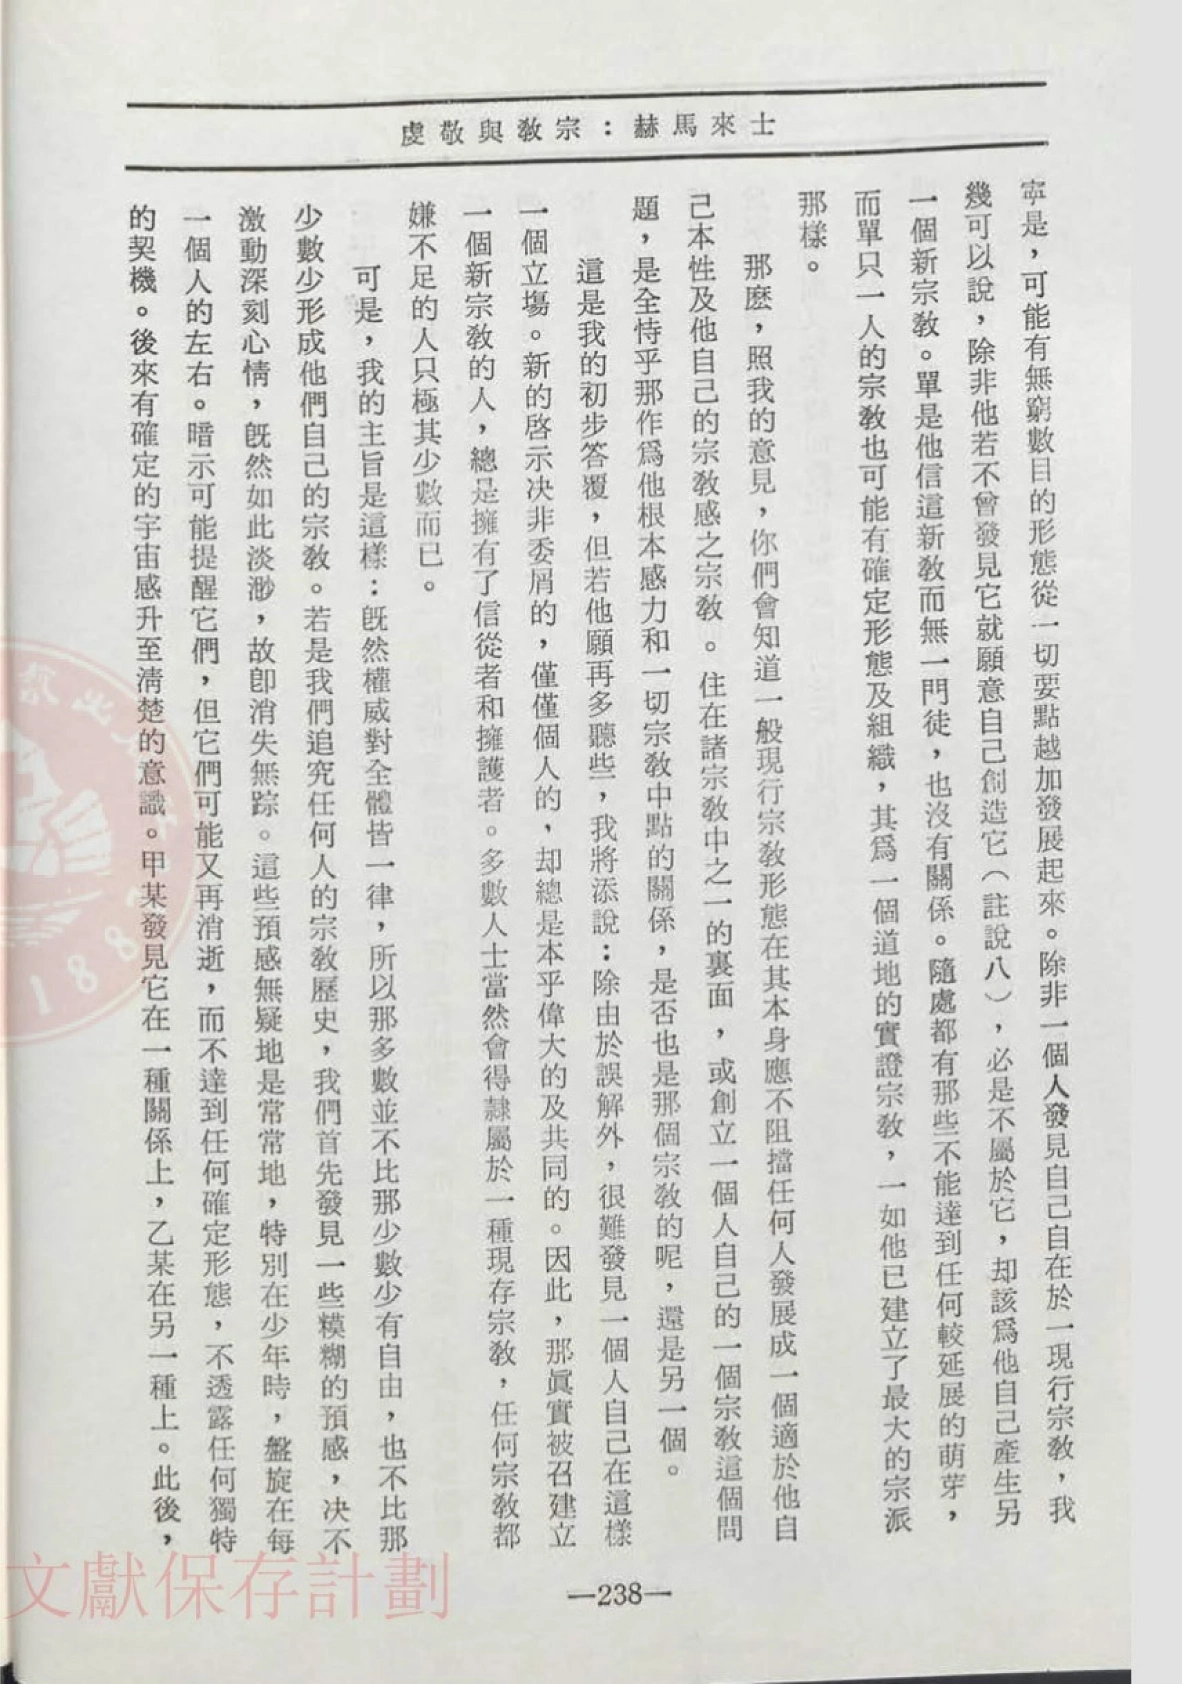 士來馬赫：宗教與敬虔
寧是，可能有無窮數目的形態從一切要點越加發展起來。除非一個人發見自己自在於一現行宗教，我
幾可以說，除非他若不曾發見它就願意自己創造它（註說八），必是不屬於它，却該爲他自己產生另
一個新宗教。單是他信這新教而無一門徒，也沒有關係。隨處都有那些不能達到任何較延展的萌芽，
而單只一人的宗教也可能有確定形態及組織，其爲一個道地的實證宗教，一如他已建立了最大的宗派
那樣。
那麽，照我的意見，你們會知道一般現行宗教形態在其本身應不阻擋任何人發展成一個適於他自
己本性及他自己的宗教感之宗教。住在諸宗教中之一的裏面，或創立一個人自己的一個宗教這個問
題，是全恃乎那作爲他根本感力和一切宗教中點的關係，是否也是那個宗教的呢，還是另一個。
這是我的初步答覆，但若他願再多聽些，我將添說：除由於誤解外，很難發見一個人自己在這樣
一個立塲。新的啓示决非委屑的，僅僅個人的，却總是本乎偉大的及共同的。因此，那眞實被召建立
一個新宗教的人，總是擁有了信從者和擁護者。多數人士當然會得隷屬於一種現存宗教，任何宗教都
嫌不足的人只極其少數而已。
可是，我的主旨是這樣：旣然權威對全體皆一律，所以那多數並不比那少數少有自由，也不比那
少數少形成他們自己的宗教。若是我們追究任何人的宗教歷史，我們首先發見一些糢糊的預感，决不
激動深刻心情，旣然如此淡渺，故卽消失無踪。這些預感無疑地是常常地，特別在少年時，盤旋在每
一個人的左右。暗示可能提醒它們，但它們可能又再消逝，而不達到任何確定形態，不透露任何獨特
的契機。後來有確定的宇宙感升至淸楚的意識。甲某發見它在一種關係上，乙某在另一種上。此後，
—238—
188
文獻保存計劃